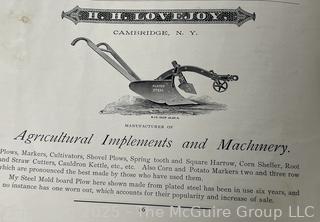 H. H. LOVEJOY,
CAMBRIDGE, N. Y.
PLATED STEEL
MANUFACTURER OF
Agricultural Implements and Machinery.
Plows, Markers, Cultivators, Shovel Plows, Spring tooth and Square Harrow, Corn Sheller, Root
and Straw Cutters, Cauldron Kettle, etc., etc. Also Corn and Potato Markers two and three row
which are pronounced the best made by those who have used them.
My Steel Mold board Plow here shown made from plated steel has been in use six years, and
no instance has one worn out, which accounts for their popularity and increase of sale.
2025 - The McGuire Group LLC